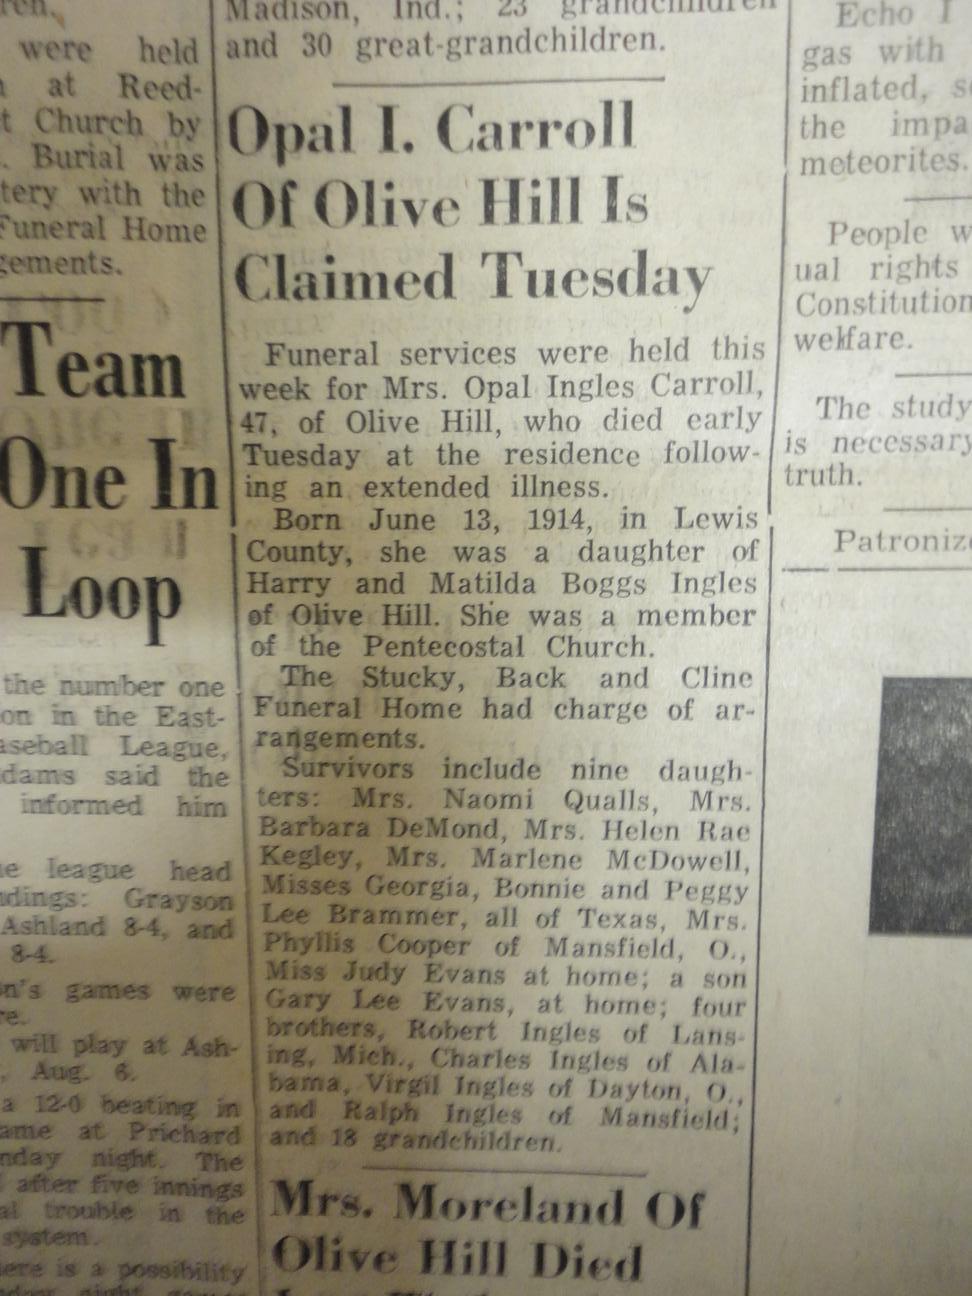 were held
at Reed-
Church by
Burial was
with the
Funeral Home
Team
One In
Loop
the number one
on in the East-
League,
said the
informed him
league head
Grayson
Ashland 8-4, and
8-4.
games were
will play at Ash-
Aug. 6.
a 12-0 beating in
at Prichard
night. The
after five innings
trouble in the
system.
is a possibility
Madison, Ind.; 23 grandchildren
and 30 great-grandchildren.
Opal I. Carroll
Of Olive Hill Is
Claimed Tuesday
Funeral services were held this
week for Mrs. Opal Ingles Carroll,
47, of Olive Hill, who died early
Tuesday at the residence follow-
ing an extended illness.
Born June 13, 1914, in Lewis
County, she was a daughter of
Harry and Matilda Boggs Ingles
of Olive Hill. She was a member
of the Pentecostal Church.
The Stucky, Back and Cline
Funeral Home had charge of ar-
rangements.
Survivors include nine daugh-
ters: Mrs. Naomi Qualls, Mrs.
Barbara DeMond, Mrs. Helen Rae
Kegley, Mrs. Marlene McDowell,
Misses Georgia, Bonnie and Peggy
Lee Brammer, all of Texas, Mrs.
Phyllis Cooper of Mansfield, O.,
Miss Judy Evans at home; a son
Gary Lee Evans, at home; four
brothers, Robert Ingles of Lans-
ing, Mich., Charles Ingles of Ala-
bama, Virgil Ingles of Dayton, O.,
and Ralph Ingles of Mansfield;
and 18 grandchildren.
Mrs. Moreland Of
Olive Hill Died
Echo I
gas with
inflated,
the
meteorites.
People
rights
Constitution
welfare.
The study
is necessary
truth.
Patronize